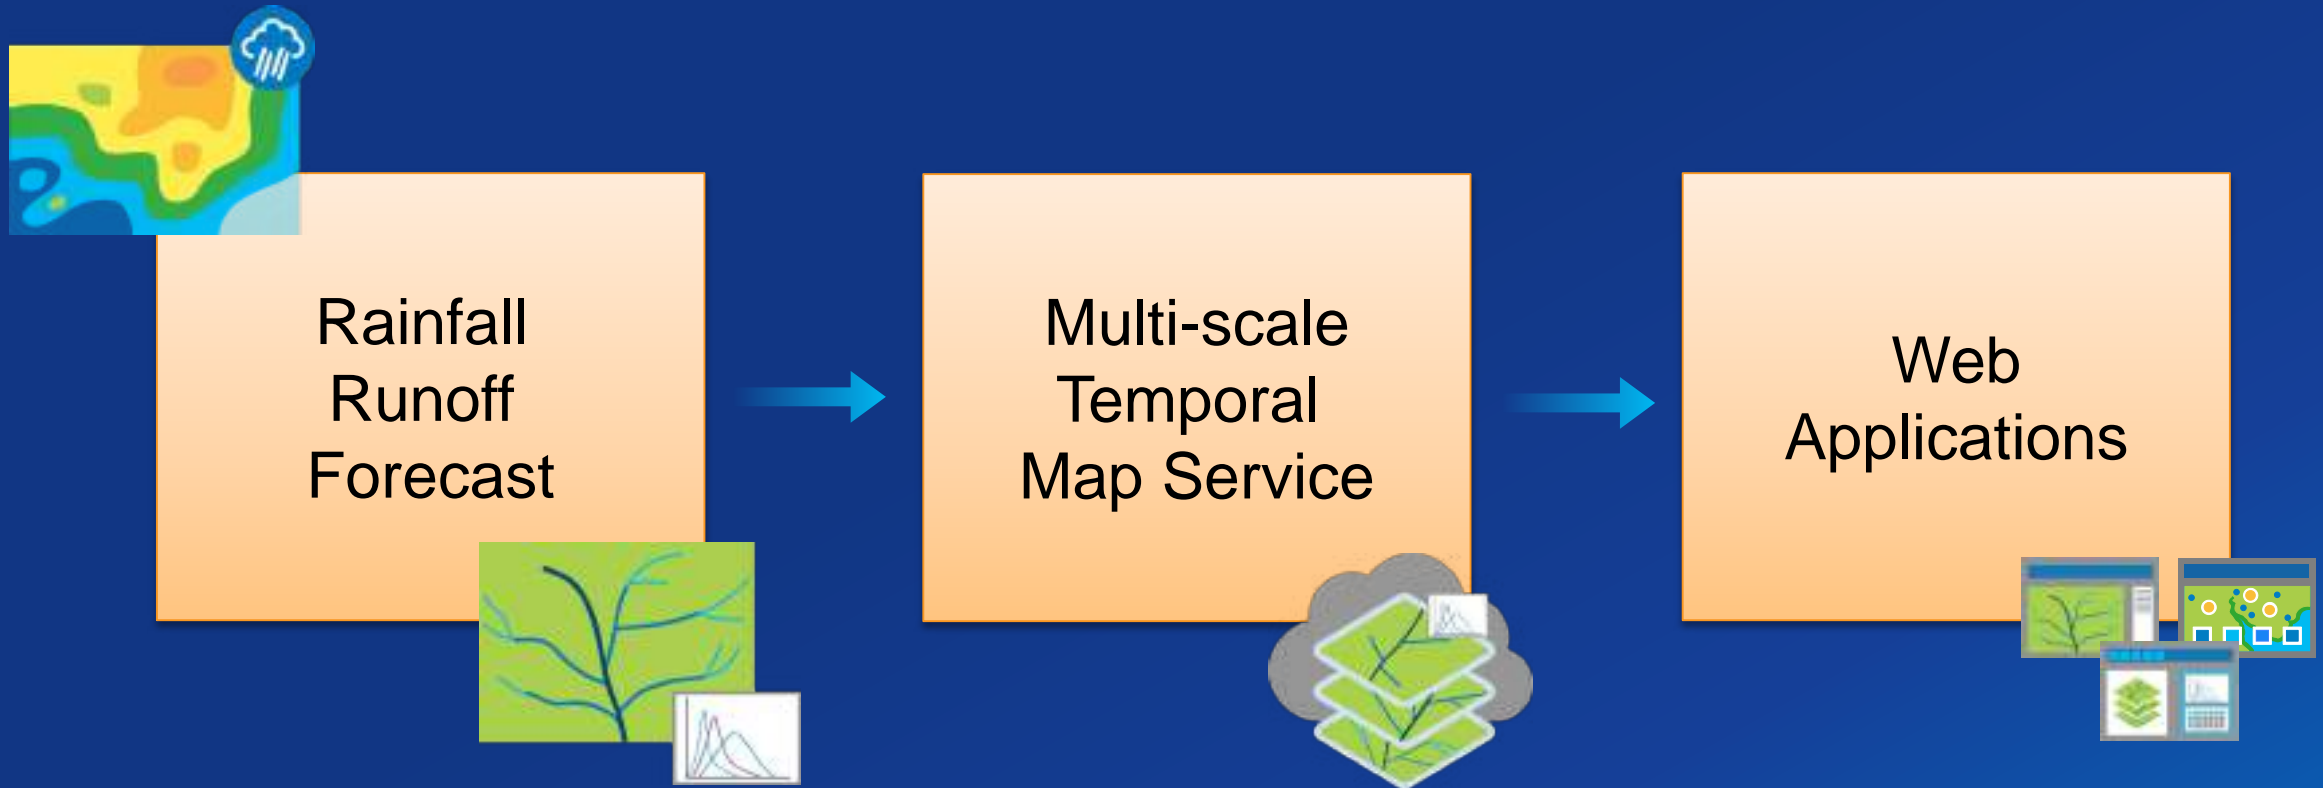 Rainfall
Runoff
Forecast
Multi-scale
Temporal
Map Service
Web
Applications